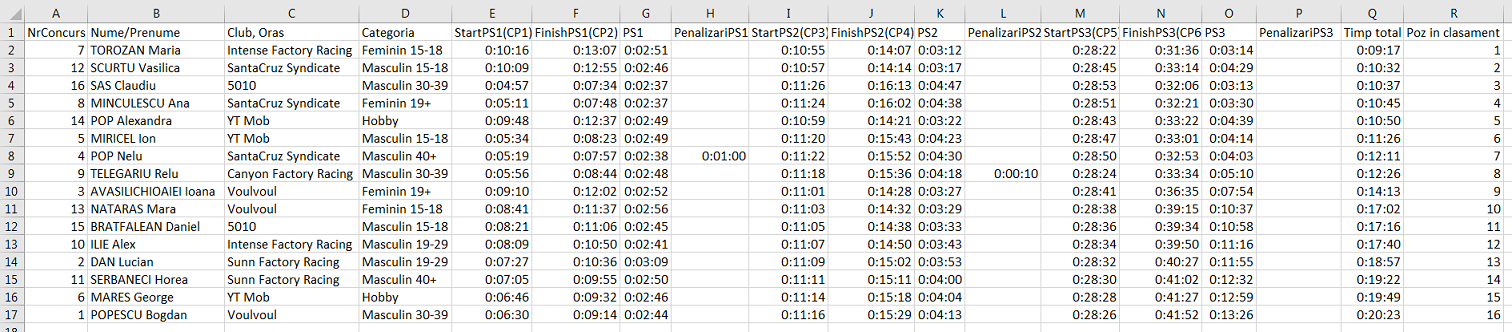 A B C D E F G H I J K L M N O P Q R
1 NrConcurs Nume/Prenume Club, Oras Categoria StartPS1(CP1) FinishPS1(CP2) PS1 PenalizariPS1 StartPS2(CP3) FinishPS2(CP4) PS2 PenalizariPS2 StartPS3(CP5) FinishPS3(CP6 PS3 PenalizariPS3 Timp total Poz in clasament
2 7 TOROZAN Maria Intense Factory Racing Feminin 15-18 0:10:16 0:13:07 0:02:51 0:10:55 0:14:07 0:03:12 0:28:22 0:31:36 0:03:14 0:09:17 1
3 12 SCURTU Vasilica SantaCruz Syndicate Masculin 15-18 0:10:09 0:12:55 0:02:46 0:10:57 0:14:14 0:03:17 0:28:45 0:33:14 0:04:29 0:10:32 2
4 16 SAS Claudiu 5010 Masculin 30-39 0:04:57 0:07:34 0:02:37 0:11:26 0:16:13 0:04:47 0:28:53 0:32:06 0:03:13 0:10:37 3
5 8 MINCULESCU Ana SantaCruz Syndicate Feminin 19+ 0:05:11 0:07:48 0:02:37 0:11:24 0:16:02 0:04:38 0:28:51 0:32:21 0:03:30 0:10:45 4
6 14 POP Alexandra YT Mob Hobby 0:09:48 0:12:37 0:02:49 0:10:59 0:14:21 0:03:22 0:28:43 0:33:22 0:04:39 0:10:50 5
7 5 MIRICEL Ion YT Mob Masculin 15-18 0:05:34 0:08:23 0:02:49 0:11:20 0:15:43 0:04:23 0:28:47 0:33:01 0:04:14 0:11:26 6
8 4 POP Nelu SantaCruz Syndicate Masculin 40+ 0:05:19 0:07:57 0:02:38 0:01:00 0:11:22 0:15:52 0:04:30 0:28:50 0:32:53 0:04:03 0:12:11 7
9 9 TELEGARIU Relu Canyon Factory Racing Masculin 30-39 0:05:56 0:08:44 0:02:48 0:11:18 0:15:36 0:04:18 0:00:10 0:28:24 0:33:34 0:05:10 0:12:26 8
10 3 AVASILICHIOAIEI Ioana Voulvoul Feminin 19+ 0:09:10 0:12:02 0:02:52 0:11:01 0:14:28 0:03:27 0:28:41 0:36:35 0:07:54 0:14:13 9
11 13 NATARAS Mara Voulvoul Feminin 15-18 0:08:41 0:11:37 0:02:56 0:11:03 0:14:32 0:03:29 0:28:38 0:39:15 0:10:37 0:17:02 10
12 15 BRATFALEAN Daniel 5010 Masculin 15-18 0:08:21 0:11:06 0:02:45 0:11:05 0:14:38 0:03:33 0:28:36 0:39:34 0:10:58 0:17:16 11
13 10 ILIE Alex Intense Factory Racing Masculin 19-29 0:08:09 0:10:50 0:02:41 0:11:07 0:14:50 0:03:43 0:28:34 0:39:50 0:11:16 0:17:40 12
14 2 DAN Lucian Sunn Factory Racing Masculin 19-29 0:07:27 0:10:36 0:03:09 0:11:09 0:15:02 0:03:53 0:28:32 0:40:27 0:11:55 0:18:57 13
15 11 SERBANECI Horea Sunn Factory Racing Masculin 40+ 0:07:05 0:09:55 0:02:50 0:11:11 0:15:11 0:04:00 0:28:30 0:41:02 0:12:32 0:19:22 14
16 6 MARES George YT Mob Hobby 0:06:46 0:09:32 0:02:46 0:11:14 0:15:18 0:04:04 0:28:28 0:41:27 0:12:59 0:19:49 15
17 1 POPESCU Bogdan Voulvoul Masculin 30-39 0:06:30 0:09:14 0:02:44 0:11:16 0:15:29 0:04:13 0:28:26 0:41:52 0:13:26 0:20:23 16